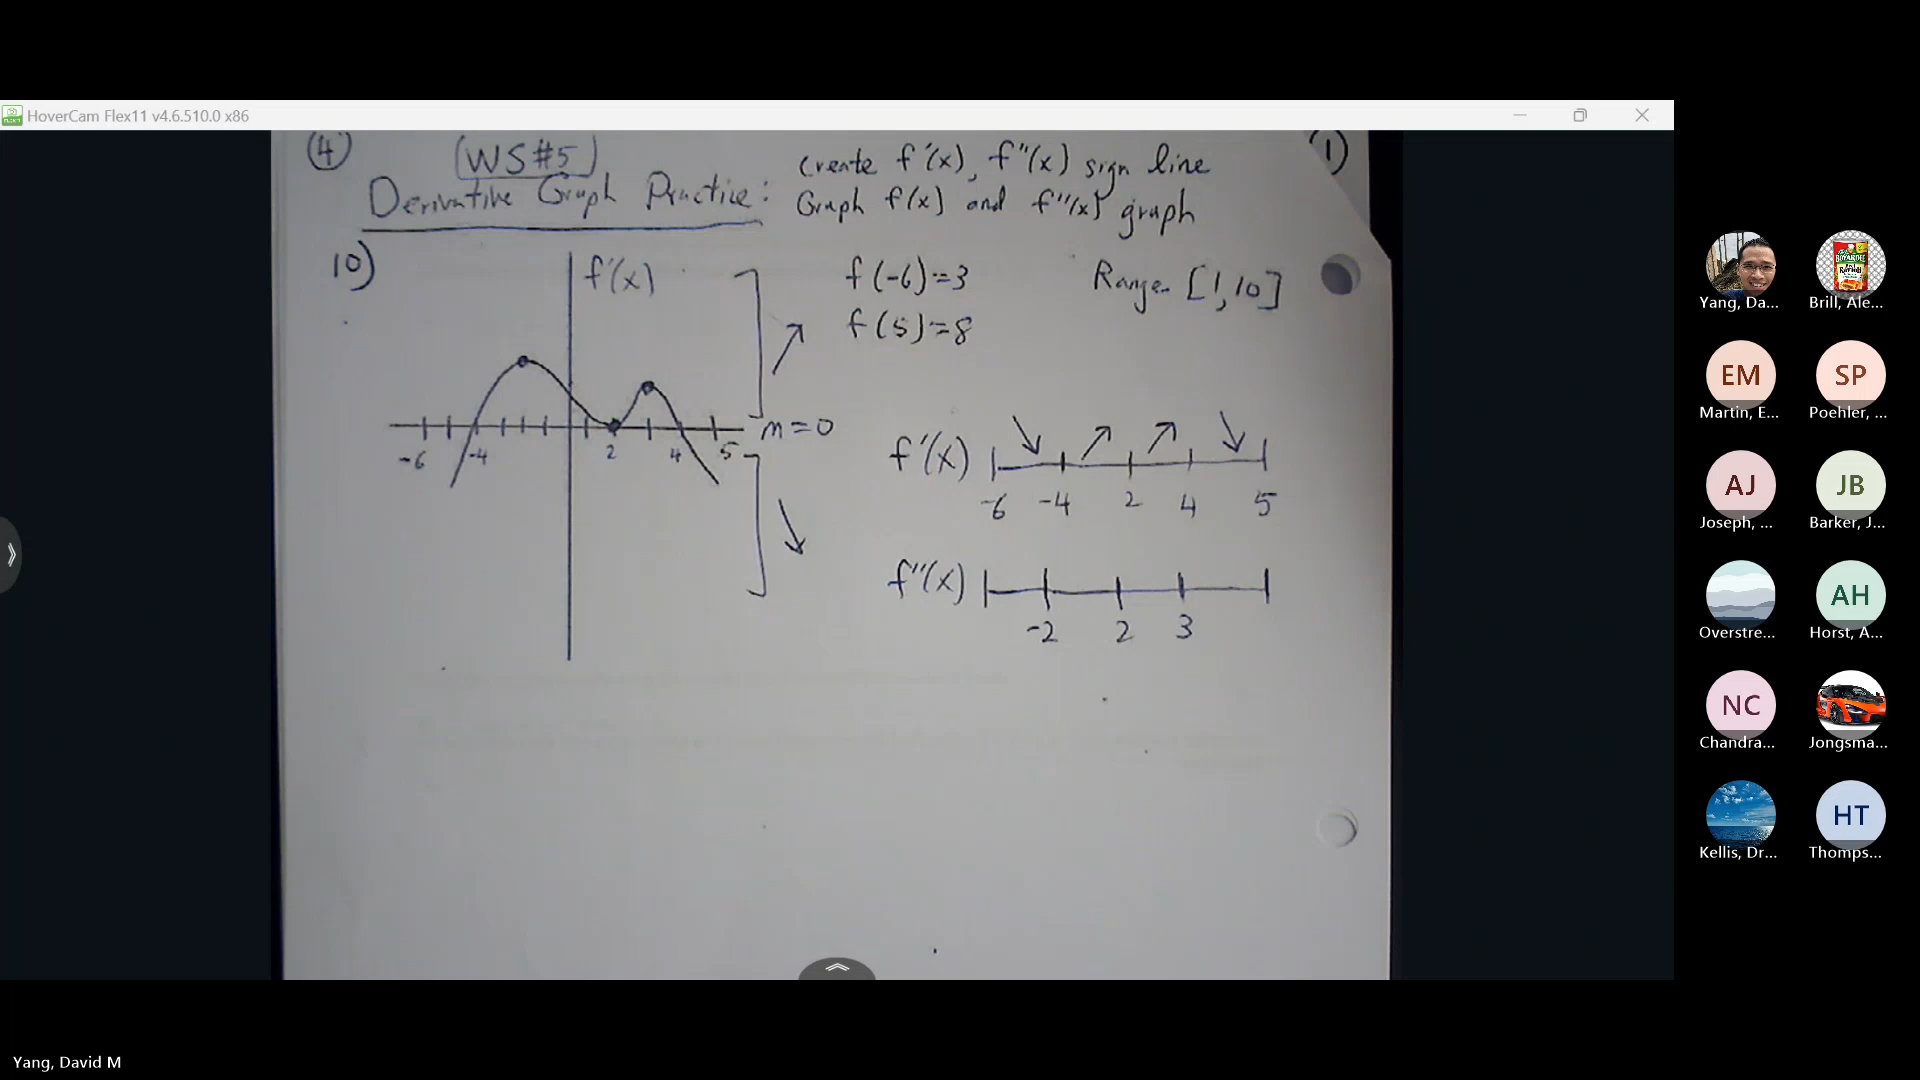 HoverCam Flex11 v4.6.510.0 x86
4
(WS#5)
Derivative Graph Practice:
Create f'(x), f"(x) sign line
Graph f(x) and f"(x) graph
1)
10)
f'(x)
f(-6)=3
f(5)=8
Range [1,10]
m=0
-6 -4 2 4 5
f'(x)
-6 -4 2 4 5
f"(x)
-2 2 3
Yang, Da...
Brill, Ale...
EM
Martin, E...
SP
Poehler, ...
AJ
Joseph, ...
JB
Barker, J...
Overstre...
AH
Horst, A...
NC
Chandra...
Jongsma...
Kellis, Dr...
HT
Thomps...
Yang, David M